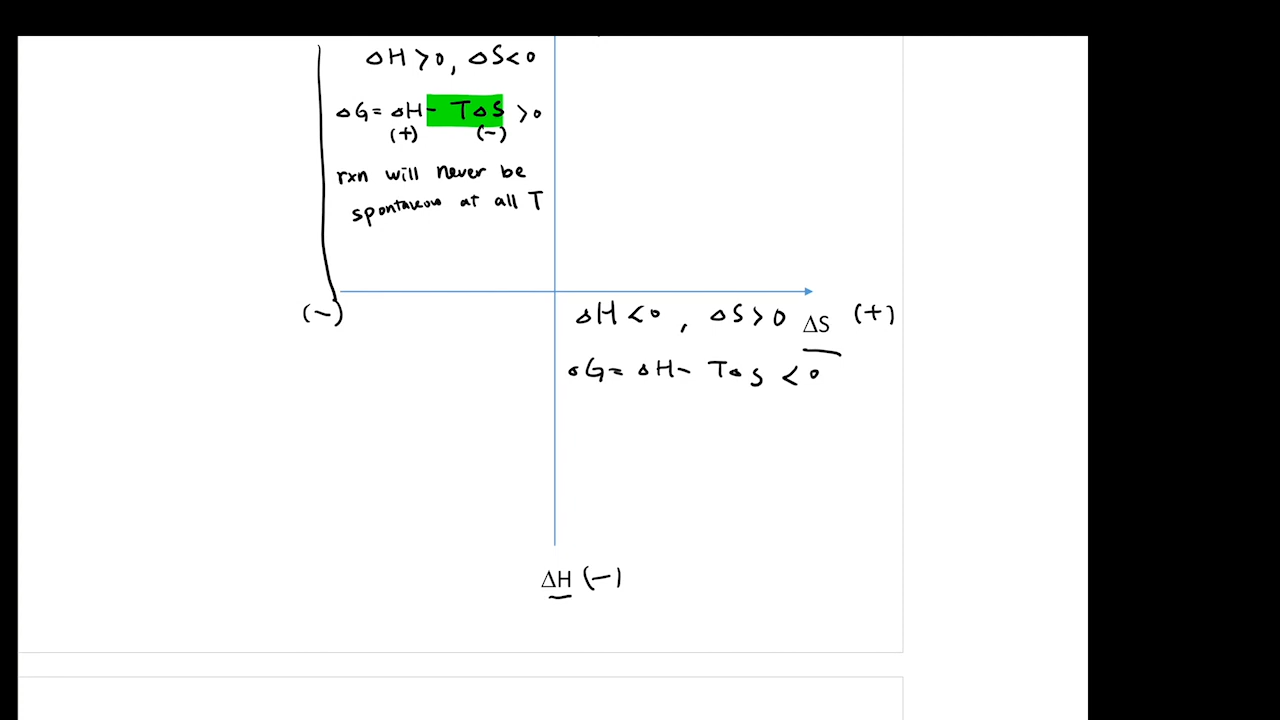 ΔH>0, ΔS<0
ΔG= ΔH- TΔS >0
(+) (-)
rxn will never be
spontaneous at all T
(-)
ΔH<0, ΔS>0
ΔS (+)
ΔG= ΔH- TΔS <0
ΔH (-)